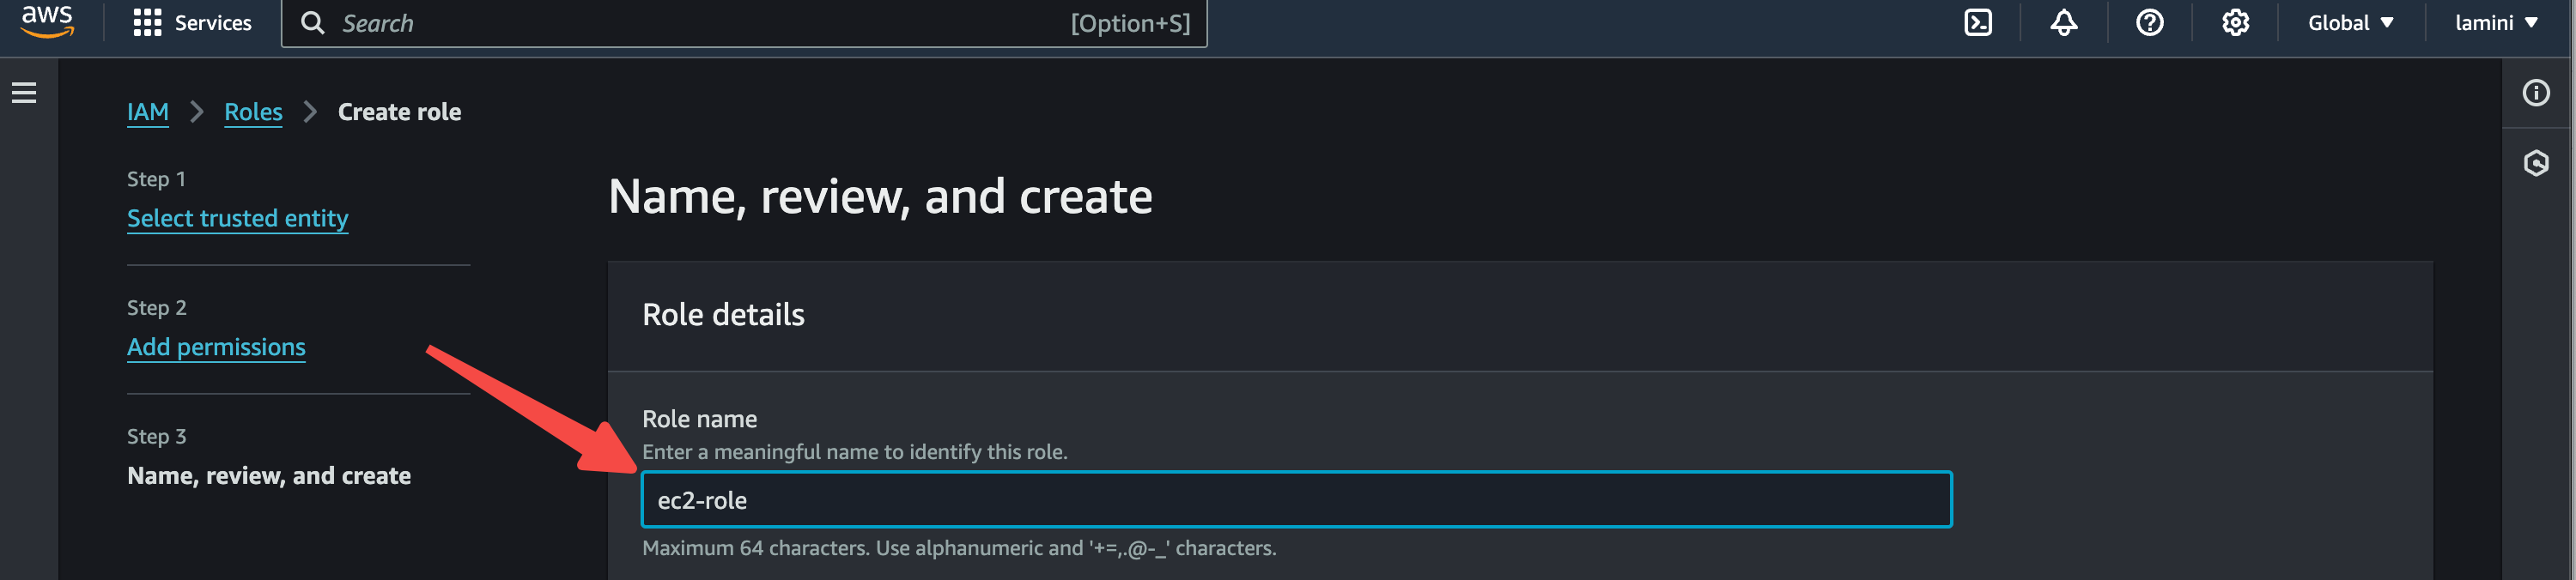 aws
Services
Search
[Option+S]
Global
lamini
IAM
Roles
Create role
Step 1
Select trusted entity
Step 2
Add permissions
Step 3
Name, review, and create
Name, review, and create
Role details
Role name
Enter a meaningful name to identify this role.
ec2-role
Maximum 64 characters. Use alphanumeric and '+=,.@-_' characters.